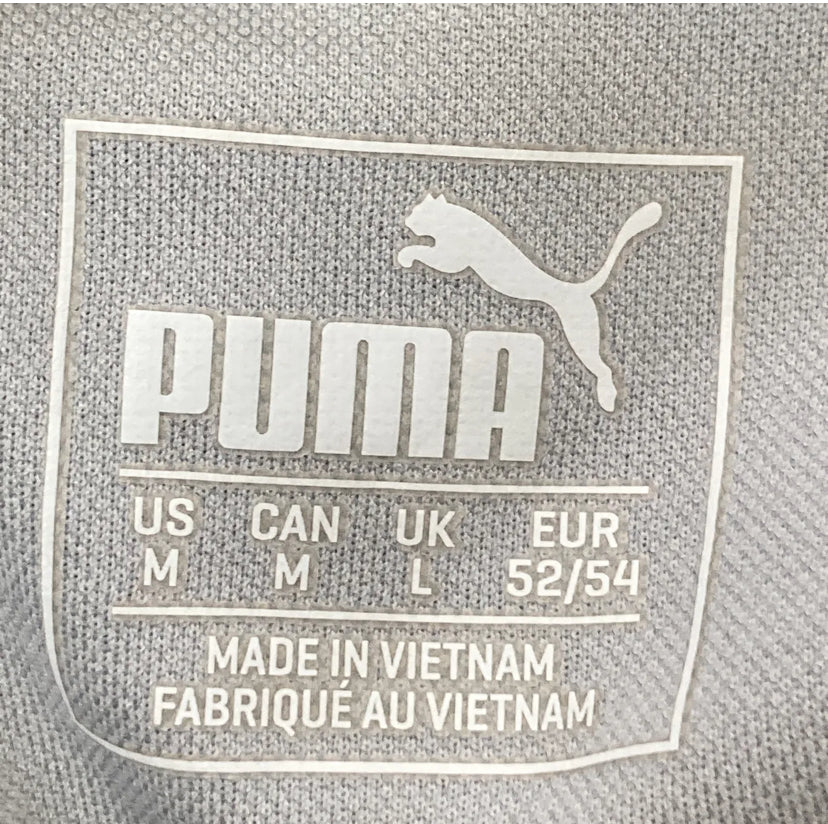 PUMA
US CAN UK EUR
M M L 52/54
MADE IN VIETNAM
FABRIQUÉ AU VIETNAM